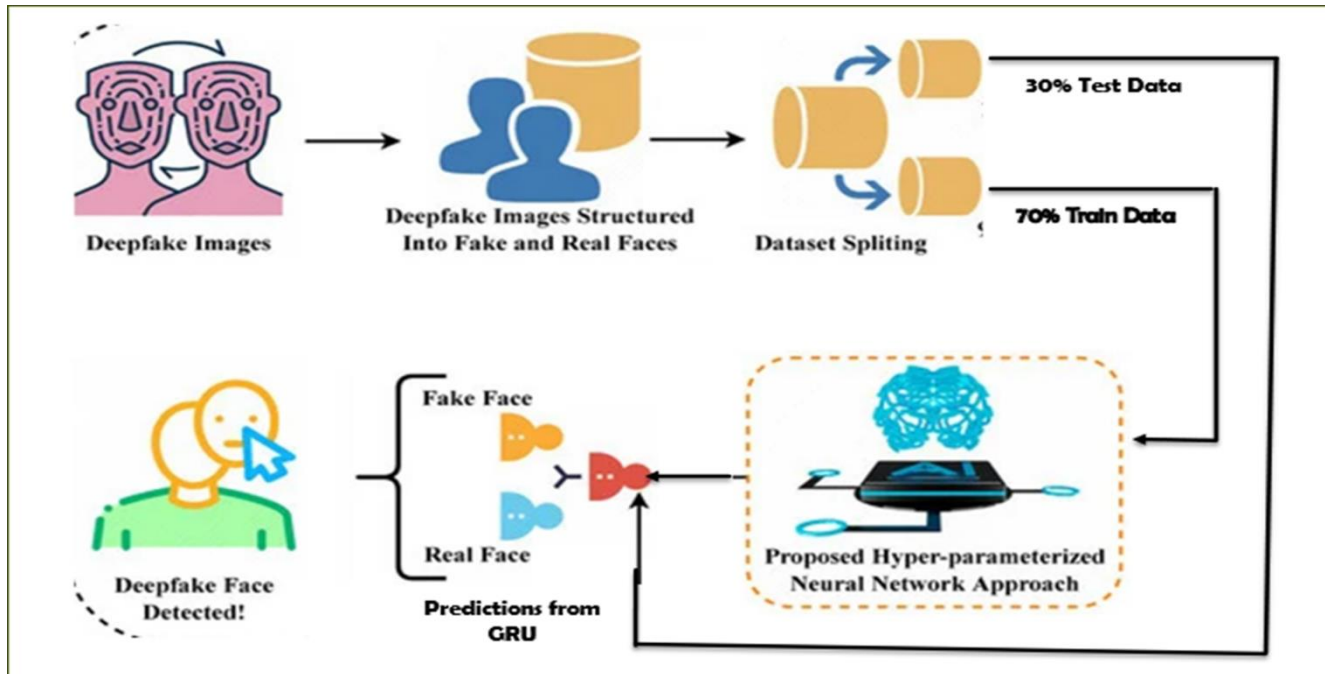 30% Test Data
Deepfake Images
Deepfake Images Structured
Into Fake and Real Faces
Dataset Spliting
70% Train Data
Fake Face
Real Face
Deepfake Face
Detected!
Predictions from
GRU
AI
Proposed Hyper-parameterized
Neural Network Approach